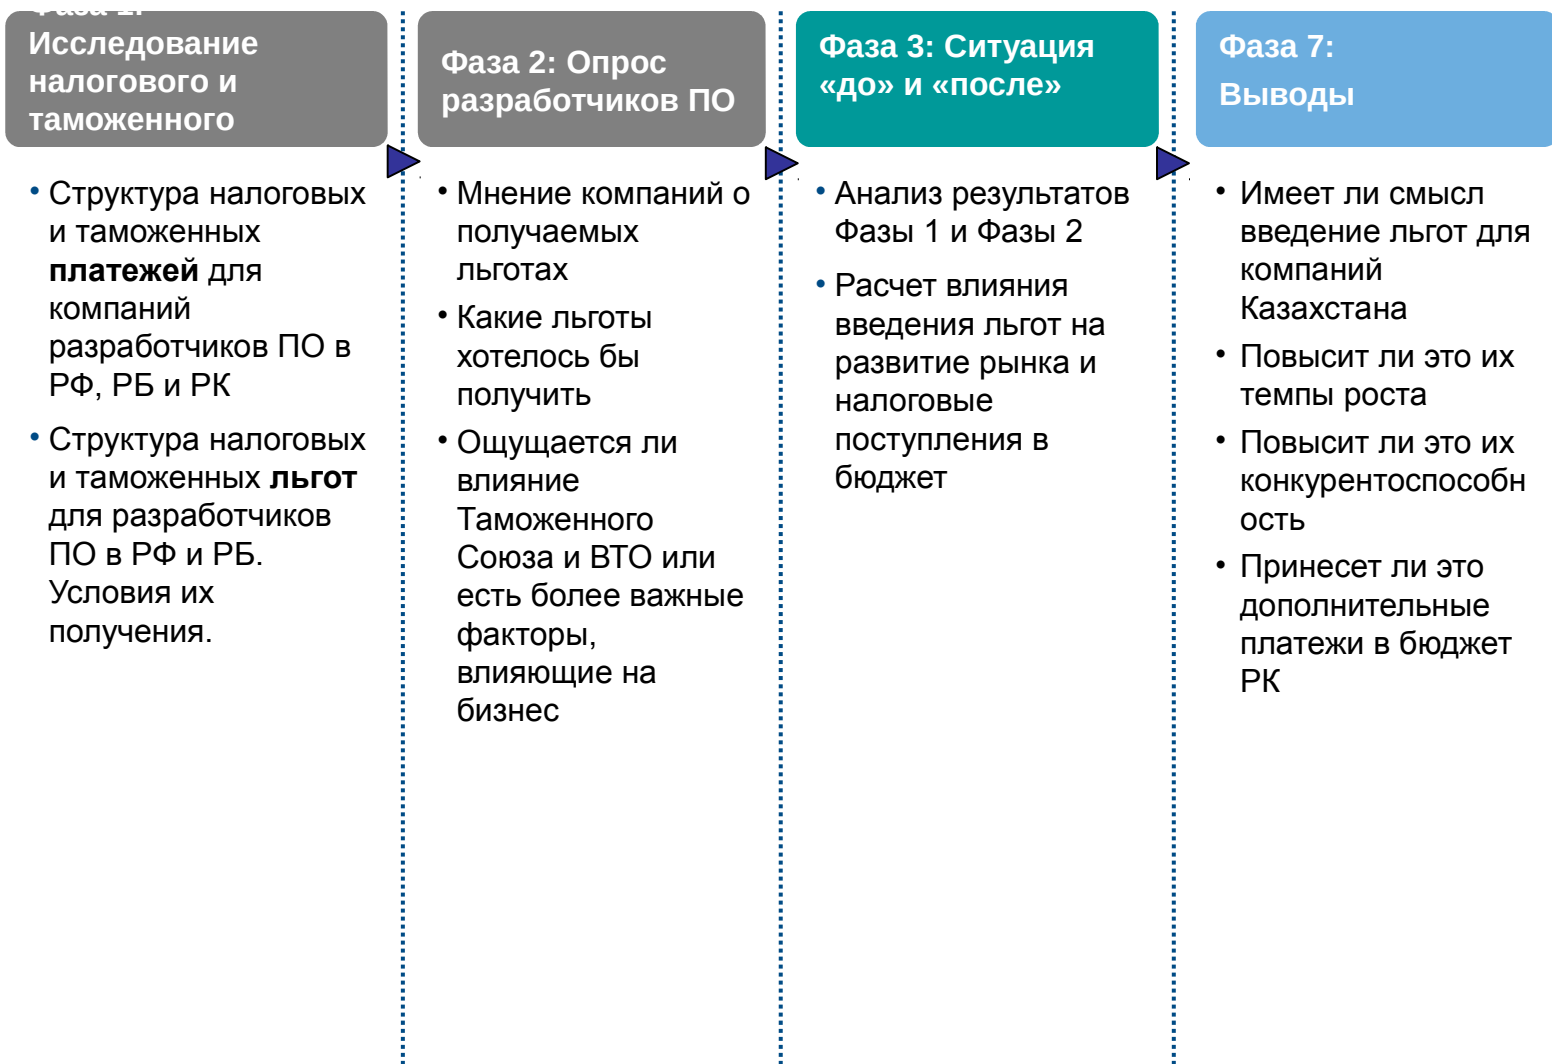 Фаза 1:
Исследование
налогового и
таможенного
• Структура налоговых
и таможенных
платежей для
компаний
разработчиков ПО в
РФ, РБ и РК
• Структура налоговых
и таможенных льгот
для разработчиков
ПО в РФ и РБ.
Условия их
получения.
Фаза 2: Опрос
разработчиков ПО
• Мнение компаний о
получаемых
льготах
• Какие льготы
хотелось бы
получить
• Ощущается ли
влияние
Таможенного
Союза и ВТО или
есть более важные
факторы,
влияющие на
бизнес
Фаза 3: Ситуация
«до» и «после»
• Анализ результатов
Фазы 1 и Фазы 2
• Расчет влияния
введения льгот на
развитие рынка и
налоговые
поступления в
бюджет
Фаза 7:
Выводы
• Имеет ли смысл
введение льгот для
компаний
Казахстана
• Повысит ли это их
темпы роста
• Повысит ли это их
конкурентоспособн
ость
• Принесет ли это
дополнительные
платежи в бюджет
РК